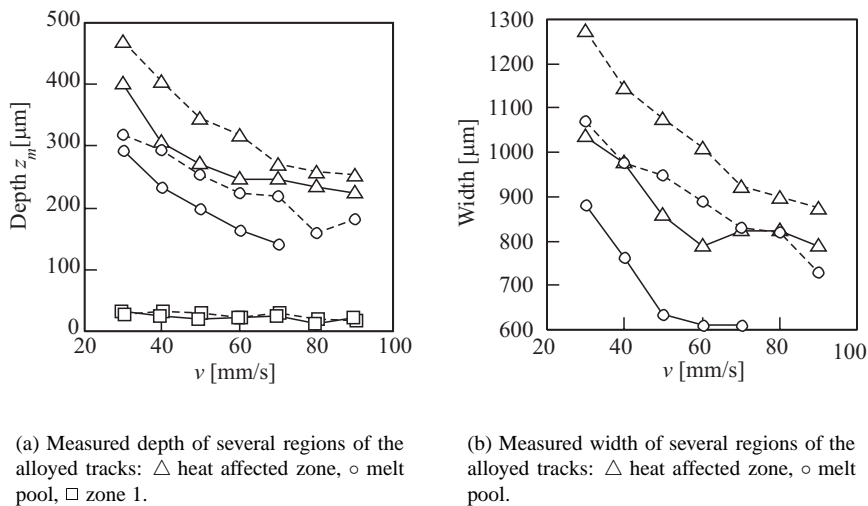 500
400
300
200
100
0
20 40 60 80 100
Depth z_m [μm]
v [mm/s]
1300
1200
1100
1000
900
800
700
600
20 40 60 80 100
Width [μm]
v [mm/s]
(a) Measured depth of several regions of the
alloyed tracks: △ heat affected zone, ○ melt
pool, □ zone 1.
(b) Measured width of several regions of the
alloyed tracks: △ heat affected zone, ○ melt
pool.